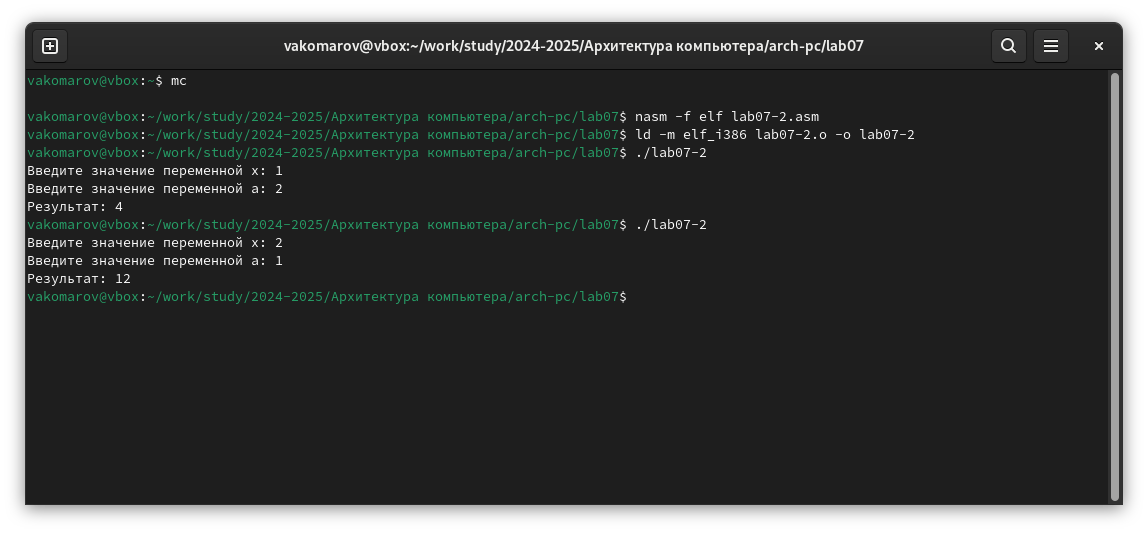 vakomarov@vbox:~/work/study/2024-2025/Архитектура компьютера/arch-pc/lab07
vakomarov@vbox:~$ mc
vakomarov@vbox:~/work/study/2024-2025/Архитектура компьютера/arch-pc/lab07$ nasm -f elf lab07-2.asm
vakomarov@vbox:~/work/study/2024-2025/Архитектура компьютера/arch-pc/lab07$ ld -m elf_i386 lab07-2.o -o lab07-2
vakomarov@vbox:~/work/study/2024-2025/Архитектура компьютера/arch-pc/lab07$ ./lab07-2
Введите значение переменной x: 1
Введите значение переменной a: 2
Результат: 4
vakomarov@vbox:~/work/study/2024-2025/Архитектура компьютера/arch-pc/lab07$ ./lab07-2
Введите значение переменной x: 2
Введите значение переменной a: 1
Результат: 12
vakomarov@vbox:~/work/study/2024-2025/Архитектура компьютера/arch-pc/lab07$